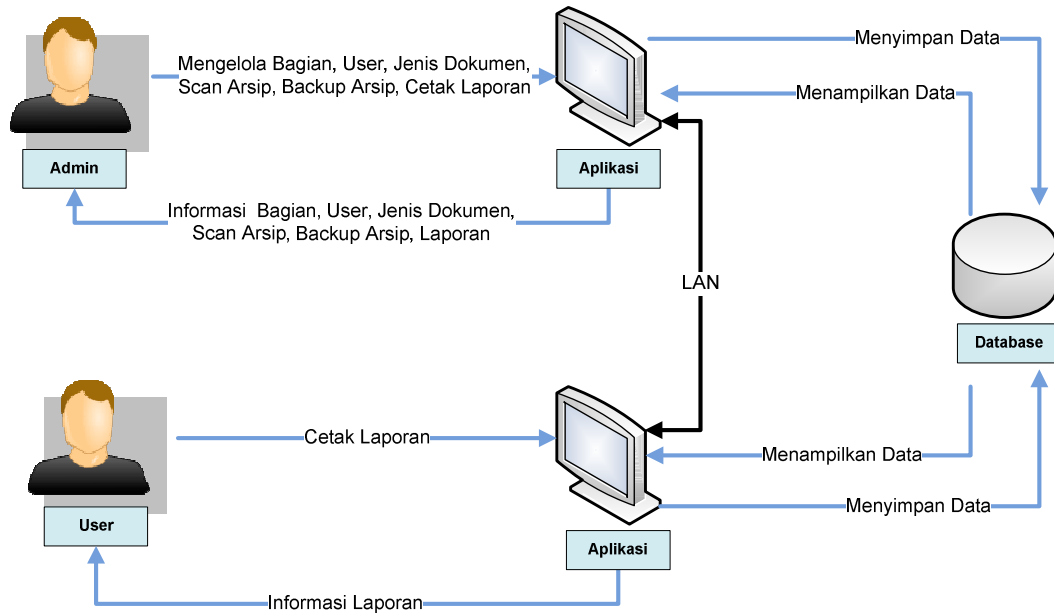 Menyimpan Data
Mengelola Bagian, User, Jenis Dokumen,
Scan Arsip, Backup Arsip, Cetak Laporan
Menampilkan Data
Admin
Aplikasi
Informasi Bagian, User, Jenis Dokumen,
Scan Arsip, Backup Arsip, Laporan
LAN
Database
Cetak Laporan
Menampilkan Data
Menyimpan Data
User
Aplikasi
Informasi Laporan